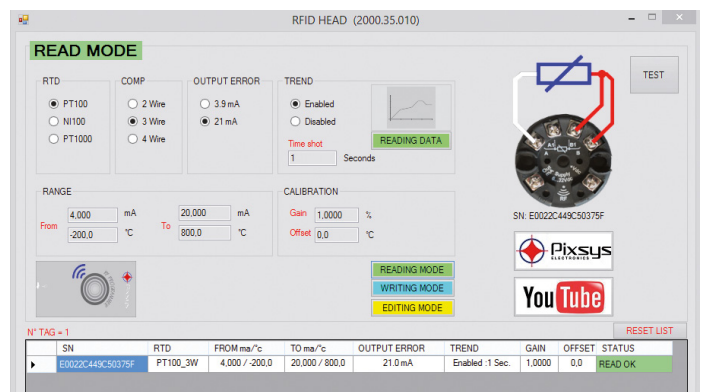 RFID HEAD (2000.35.010)
READ MODE
TEST
RTD
PT100
NI100
PT1000
COMP
2 Wire
3 Wire
4 Wire
OUTPUT ERROR
3.9 mA
21 mA
TREND
Enabled
Disabled
READING DATA
Time shot
1 Seconds
A1 B1
RF
SN: E0022C449C50375F
RANGE
From
4,000 mA
-200,0 °C
To
20,000 mA
800,0 °C
CALIBRATION
Gain 1,0000 %
Offset 0,0 °C
READING MODE
WRITING MODE
EDITING MODE
Pixsys
ELECTRONICS
YouTube
N° TAG = 1
RESET LIST
SN RTD FROM ma/°c TO ma/°c OUTPUT ERROR TREND GAIN OFFSET STATUS
E0022C449C50375F PT100_3W 4,000 / -200,0 20,000 / 800,0 21.0 mA Enabled :1 Sec. 1,0000 0,0 READ OK